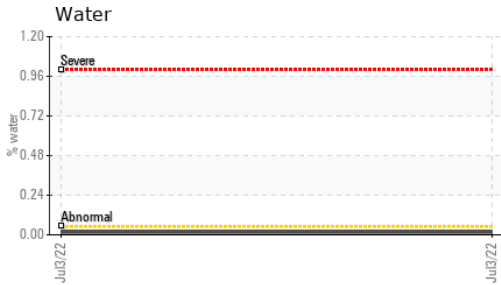 Water
1.20
Severe
0.96
0.72
% water
0.48
0.24
Abnormal
0.00
Jul3/22
Jul3/22